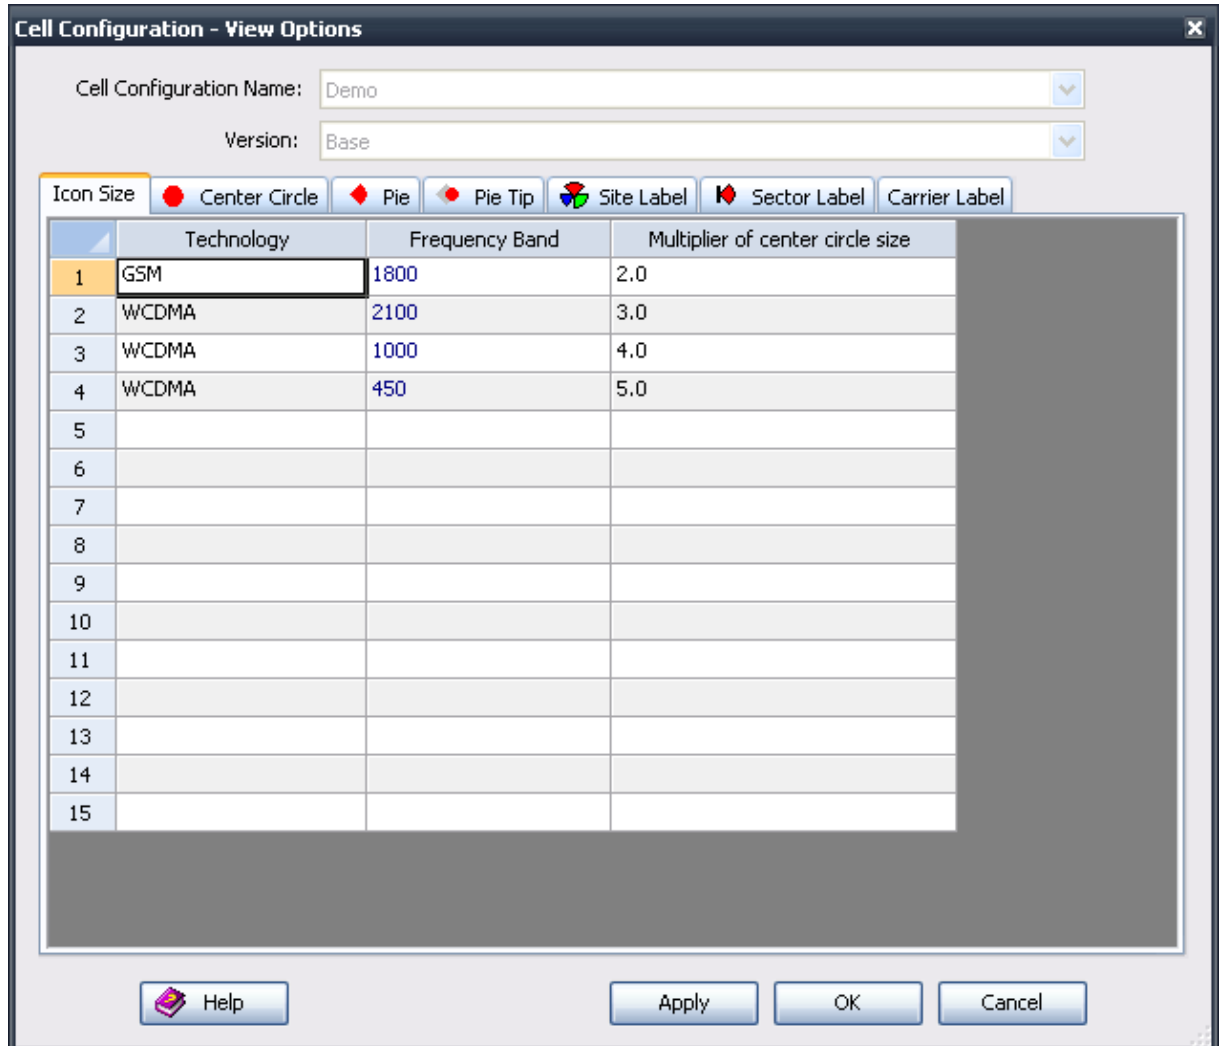 Cell Configuration - View Options
Cell Configuration Name: Demo
Version: Base
Icon Size Center Circle Pie Pie Tip Site Label Sector Label Carrier Label
Technology Frequency Band Multiplier of center circle size
1 GSM 1800 2.0
2 WCDMA 2100 3.0
3 WCDMA 1000 4.0
4 WCDMA 450 5.0
5
6
7
8
9
10
11
12
13
14
15
Help Apply OK Cancel